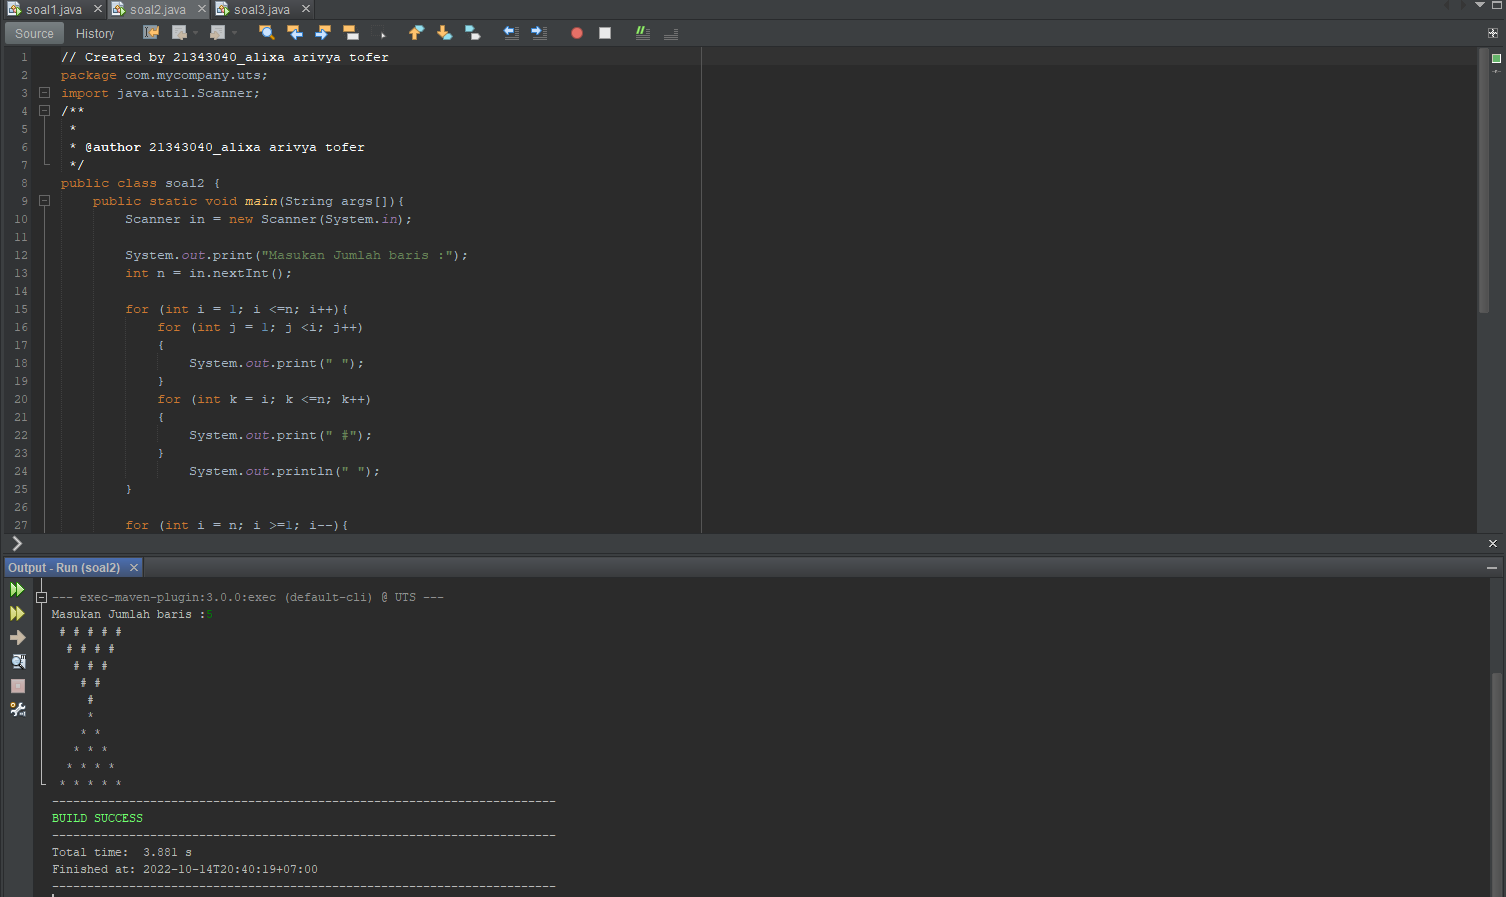 soal1.java × soal2.java × soal3.java ×
Source History
1 // Created by 21343040_alixa arivya tofer
2 package com.mycompany.uts;
3 import java.util.Scanner;
4 /**
5 *
6 * @author 21343040_alixa arivya tofer
7 */
8 public class soal2 {
9 public static void main(String args[]){
10 Scanner in = new Scanner(System.in);
11
12 System.out.print("Masukan Jumlah baris :");
13 int n = in.nextInt();
14
15 for (int i = 1; i <=n; i++){
16 for (int j = 1; j <i; j++)
17 {
18 System.out.print(" ");
19 }
20 for (int k = i; k <=n; k++)
21 {
22 System.out.print(" #");
23 }
24 System.out.println(" ");
25 }
26
27 for (int i = n; i >=1; i--){
Output - Run (soal2) ×
--- exec-maven-plugin:3.0.0:exec (default-cli) @ UTS ---
Masukan Jumlah baris :5
# # # # #
# # # #
# # #
# #
#
*
* *
* * *
* * * *
* * * * *
------------------------------------------------------------------------
BUILD SUCCESS
------------------------------------------------------------------------
Total time:  3.881 s
Finished at: 2022-10-14T20:40:19+07:00
------------------------------------------------------------------------